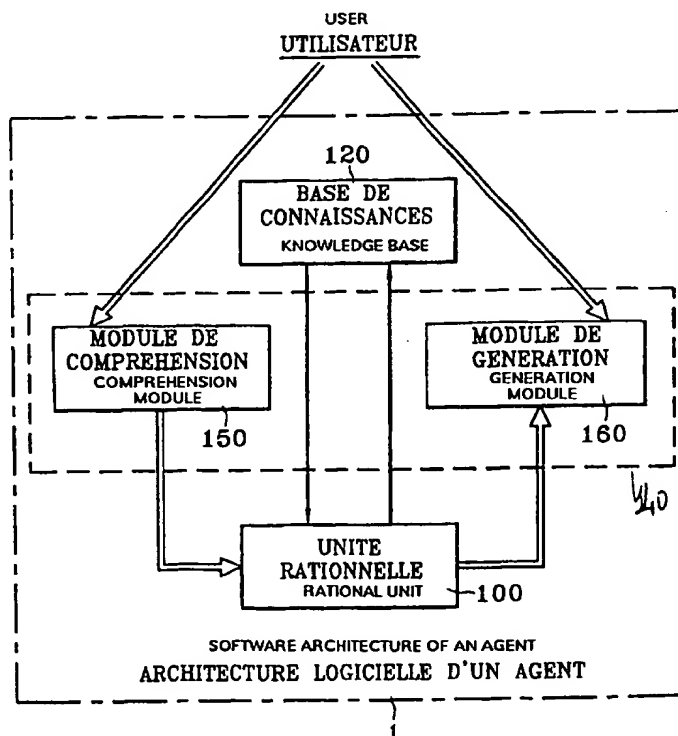 USER
UTILISATEUR
120
BASE DE
CONNAISSANCES
KNOWLEDGE BASE
MODULE DE
COMPREHENSION
COMPREHENSION
MODULE
150
MODULE DE
GENERATION
GENERATION
MODULE
160
140
UNITE
RATIONNELLE
RATIONAL UNIT
100
SOFTWARE ARCHITECTURE OF AN AGENT
ARCHITECTURE LOGICIELLE D'UN AGENT
1